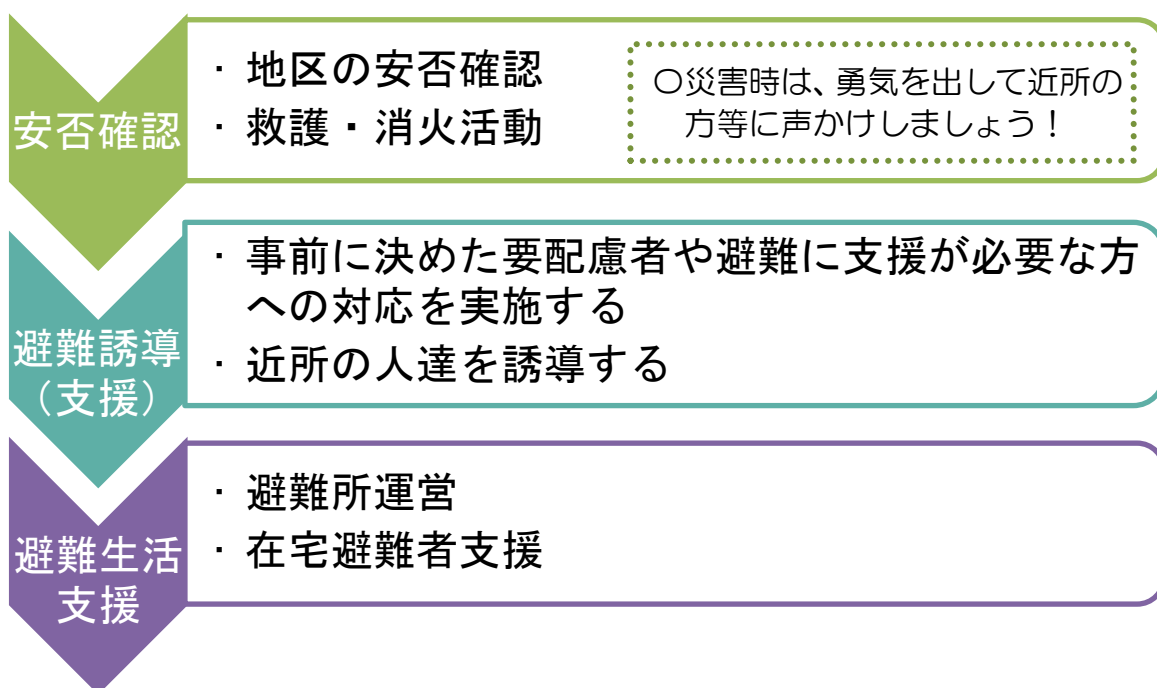 安否確認
・地区の安否確認
・救護・消火活動
〇災害時は、勇気を出して近所の
方等に声かけしましょう！
避難誘導
（支援）
・事前に決めた要配慮者や避難に支援が必要な方
への対応を実施する
・近所の人達を誘導する
避難生活
支援
・避難所運営
・在宅避難者支援